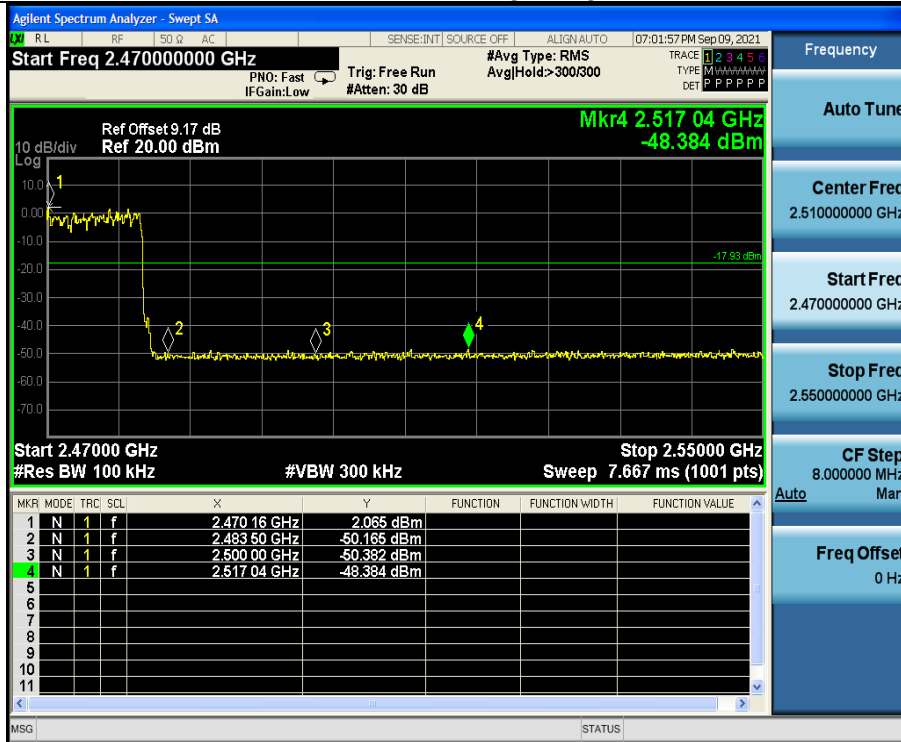 Agilent Spectrum Analyzer - Swept SA
LXI RL RF 50 Ω AC SENSE:INT SOURCE OFF ALIGN AUTO 07:01:57 PM Sep 09, 2021
Start Freq 2.470000000 GHz
PNO: Fast
IFGain:Low
Trig: Free Run
#Atten: 30 dB
#Avg Type: RMS
Avg|Hold:>300/300
TRACE 1 2 3 4 5 6
TYPE M
DET P P P P P P
Frequency
Auto Tune
Center Freq
2.510000000 GHz
Start Freq
2.470000000 GHz
Stop Freq
2.550000000 GHz
CF Step
8.000000 MHz
Auto Man
Freq Offset
0 Hz
Mkr4 2.517 04 GHz
-48.384 dBm
Ref Offset 9.17 dB
Ref 20.00 dBm
10 dB/div
Log
10.0
0.00
-10.0
-20.0
-30.0
-40.0
-50.0
-60.0
-70.0
1
2
3
4
-17.93 dBm
Start 2.47000 GHz Stop 2.55000 GHz
#Res BW 100 kHz #VBW 300 kHz Sweep 7.667 ms (1001 pts)
MKR MODE TRC SCL X Y FUNCTION FUNCTION WIDTH FUNCTION VALUE
1 N 1 f 2.470 16 GHz 2.065 dBm
2 N 1 f 2.483 50 GHz -50.165 dBm
3 N 1 f 2.500 00 GHz -50.382 dBm
4 N 1 f 2.517 04 GHz -48.384 dBm
5
6
7
8
9
10
11
MSG STATUS